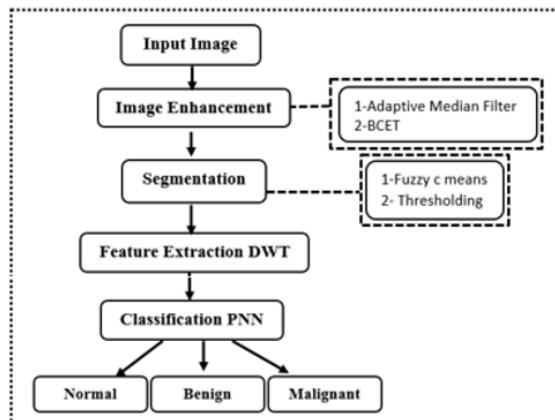 Input Image
Image Enhancement
1-Adaptive Median Filter
2-BCET
Segmentation
1-Fuzzy c means
2- Thresholding
Feature Extraction DWT
Classification PNN
Normal
Benign
Malignant